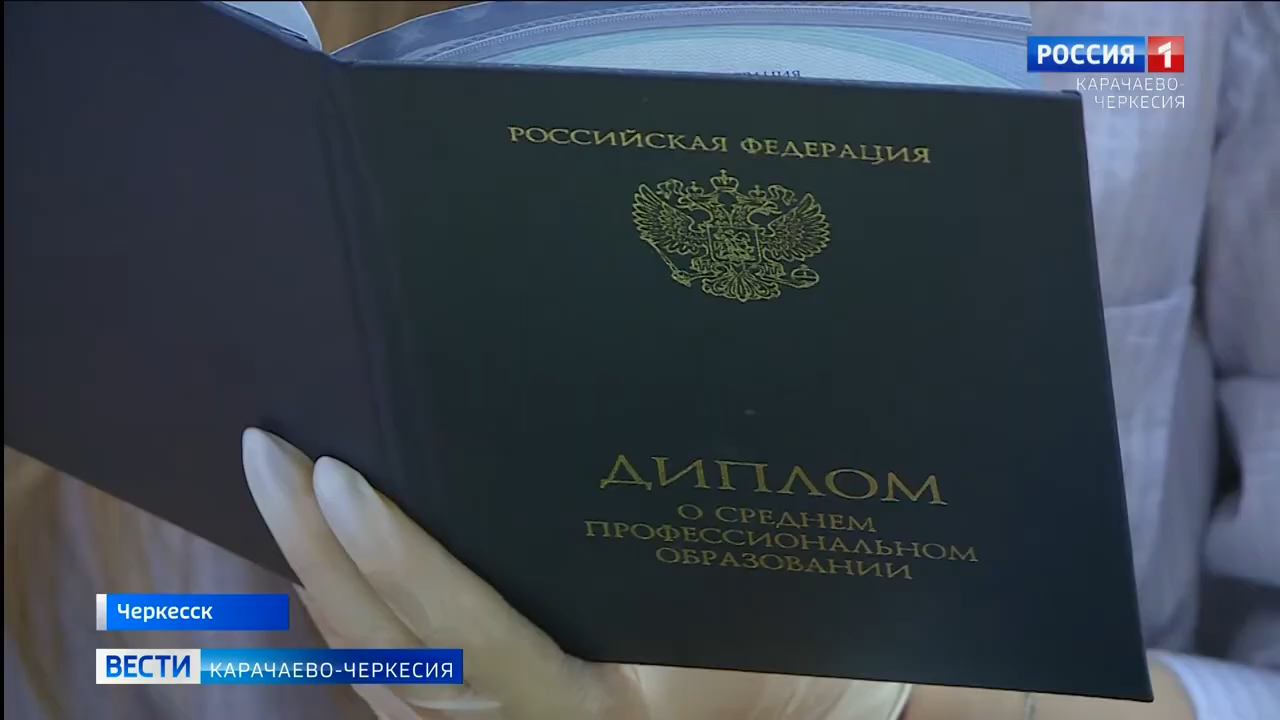 РОССИЯ 1
КАРАЧАЕВО-
ЧЕРКЕСИЯ
РОССИЙСКАЯ ФЕДЕРАЦИЯ
ДИПЛОМ
О СРЕДНЕМ
ПРОФЕССИОНАЛЬНОМ
ОБРАЗОВАНИИ
Черкесск
ВЕСТИ КАРАЧАЕВО-ЧЕРКЕСИЯ